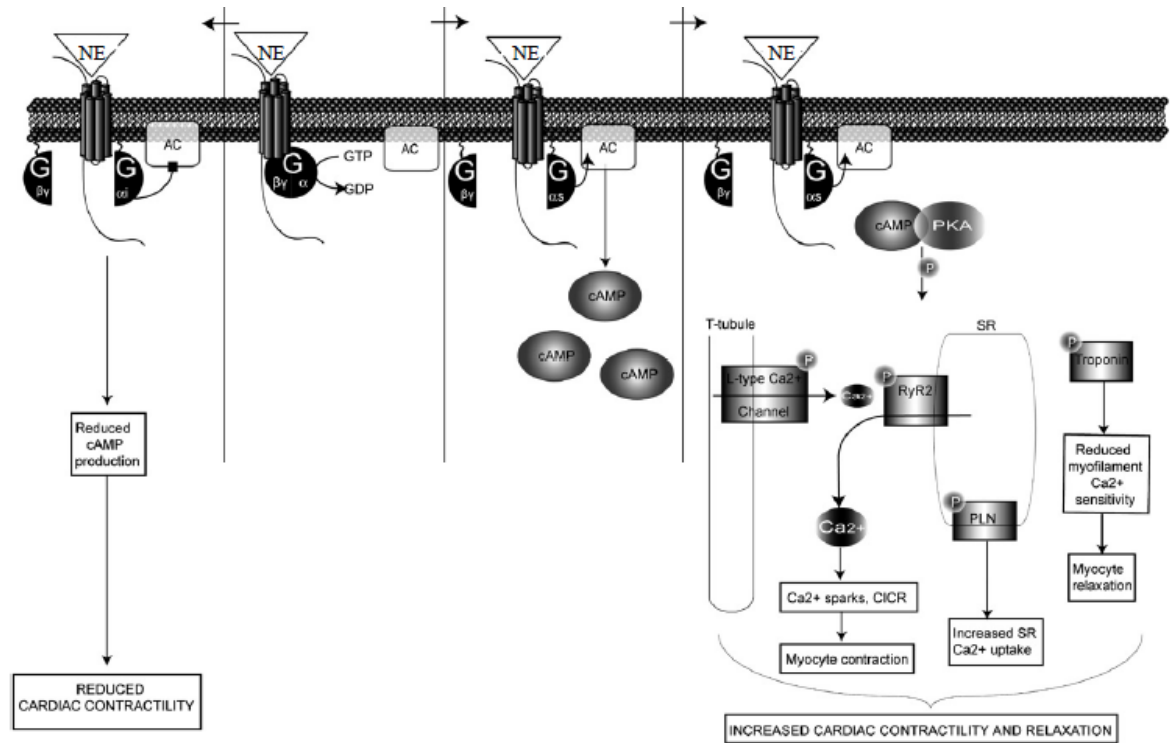 NE
G
βγ
G
αi
AC
Reduced
cAMP
production
REDUCED
CARDIAC CONTRACTILITY
NE
G
βγ α
GTP
GDP
AC
NE
G
βγ
G
αs
AC
cAMP
cAMP
cAMP
NE
G
βγ
G
αs
AC
cAMP
PKA
P
T-tubule
SR
L-type Ca2+
Channel
P
Ca2+
P
RyR2
Ca2+
Ca2+ sparks, CICR
Myocyte contraction
P
PLN
Increased SR
Ca2+ uptake
P
Troponin
Reduced
myofilament
Ca2+
sensitivity
Myocyte
relaxation
INCREASED CARDIAC CONTRACTILITY AND RELAXATION